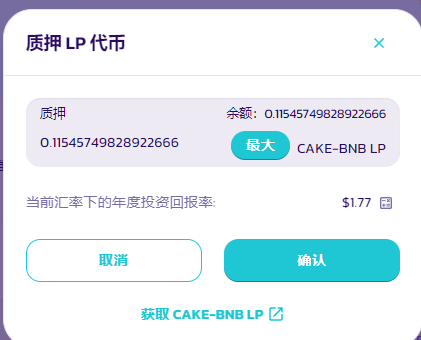 质押 LP 代币
质押 余额：0.11545749828922666
0.11545749828922666 最大 CAKE-BNB LP
当前汇率下的年度投资回报率: $1.77
取消 确认
获取 CAKE-BNB LP